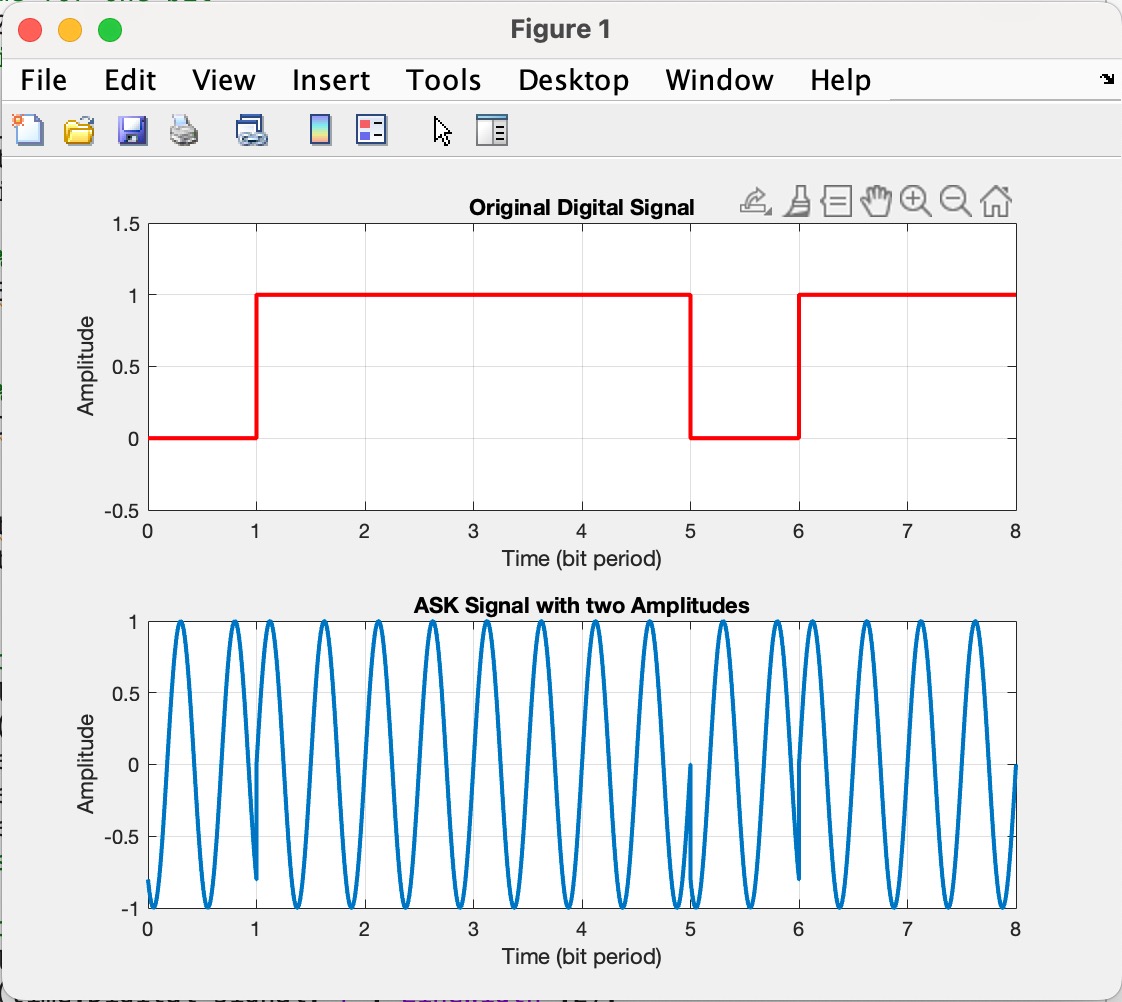 Figure 1
File Edit View Insert Tools Desktop Window Help
Original Digital Signal
1.5
1
0.5
0
-0.5
Amplitude
0 1 2 3 4 5 6 7 8
Time (bit period)
ASK Signal with two Amplitudes
1
0.5
0
-0.5
-1
Amplitude
0 1 2 3 4 5 6 7 8
Time (bit period)